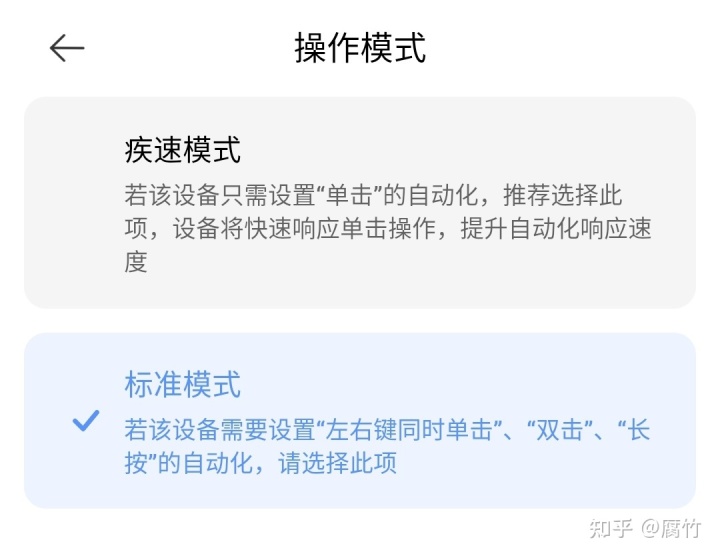 操作模式
疾速模式
若该设备只需设置“单击”的自动化，推荐选择此
项，设备将快速响应单击操作，提升自动化响应速
度
标准模式
若该设备需要设置“左右键同时单击”、“双击”、“长
按”的自动化，请选择此项
知乎 @腐竹